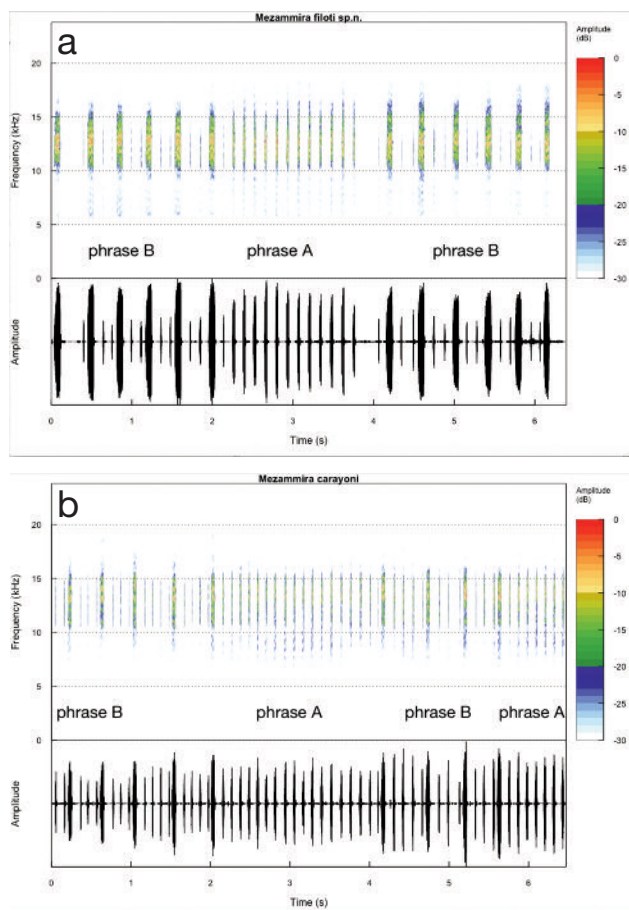 a
Mezammira filoti sp.n.
Amplitude
(dB)
Frequency (kHz)
20
15
10
5
0
0
-5
-10
-15
-20
-25
-30
phrase B
phrase A
phrase B
Amplitude
0
1
2
3
4
5
6
Time (s)
b
Mezammira carayoni
Amplitude
(dB)
Frequency (kHz)
20
15
10
5
0
0
-5
-10
-15
-20
-25
-30
phrase B
phrase A
phrase B
phrase A
Amplitude
0
1
2
3
4
5
6
Time (s)